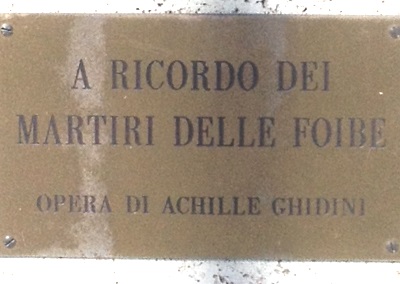 A RICORDO DEI
MARTIRI DELLE FOIBE
OPERA DI ACHILLE GHIDINI